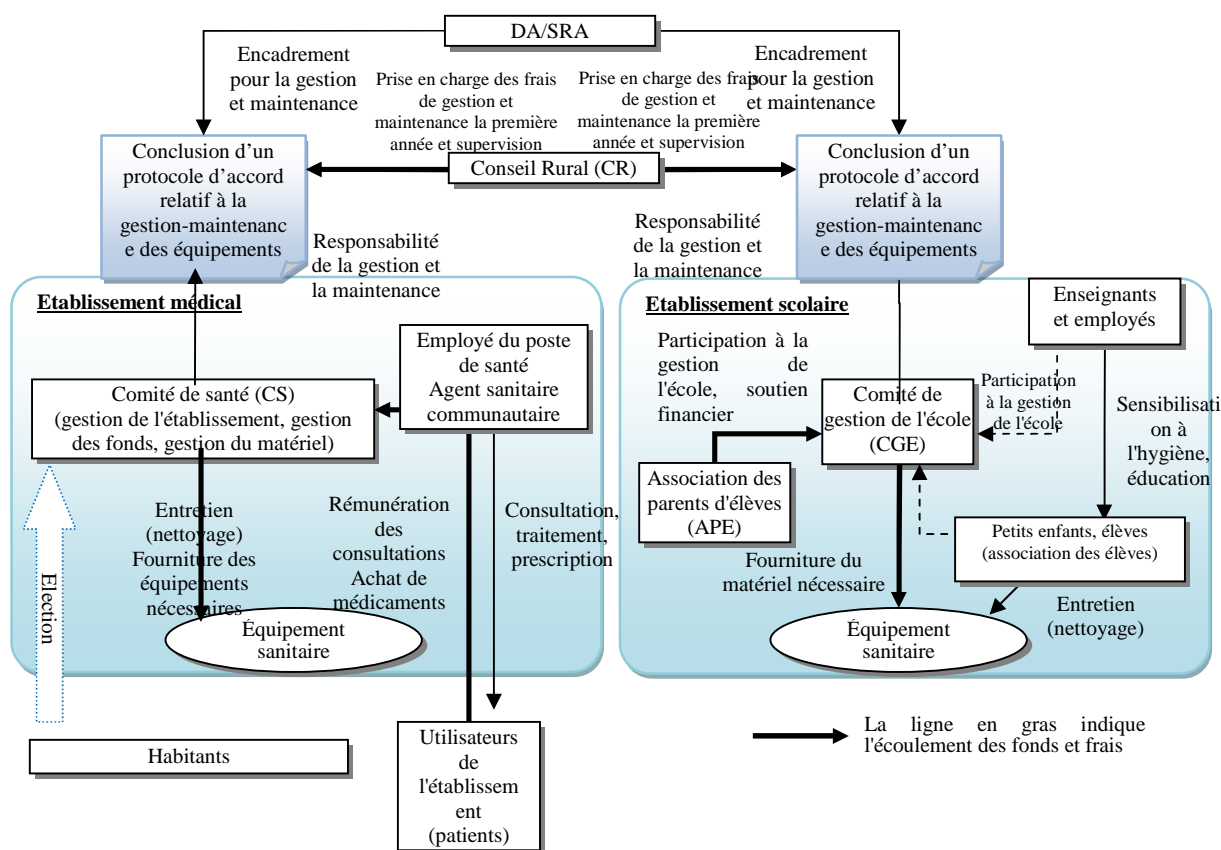 DA/SRA
Encadrement
pour la gestion
et maintenance
Prise en charge des frais
de gestion et
maintenance la première
année et supervision
Prise en charge des frais
de gestion et
maintenance la première
année et supervision
Encadrement
pour la gestion
et maintenance
Conclusion d'un
protocole d'accord
relatif à la
gestion-maintenanc
e des équipements
Conseil Rural (CR)
Conclusion d'un
protocole d'accord
relatif à la
gestion-maintenanc
e des équipements
Responsabilité
de la gestion et
la maintenance
Responsabilité
de la gestion et
la maintenance
Etablissement médical
Employé du poste
de santé
Agent sanitaire
communautaire
Comité de santé (CS)
(gestion de l'établissement, gestion
des fonds, gestion du matériel)
Entretien
(nettoyage)
Fourniture des
équipements
nécessaires
Rémunération
des
consultations
Achat de
médicaments
Consultation,
traitement,
prescription
Election
Équipement
sanitaire
Habitants
Utilisateurs
de
l'établissem
ent
(patients)
Etablissement scolaire
Enseignants
et employés
Participation à la
gestion de
l'école, soutien
financier
Comité de
gestion de l'école
(CGE)
Participation
à la gestion
de l'école
Sensibilisati
on à
l'hygiène,
éducation
Association des
parents d'élèves
(APE)
Petits enfants, élèves
(association des élèves)
Fourniture du
matériel nécessaire
Entretien
(nettoyage)
Équipement
sanitaire
La ligne en gras indique
l'écoulement des fonds et frais